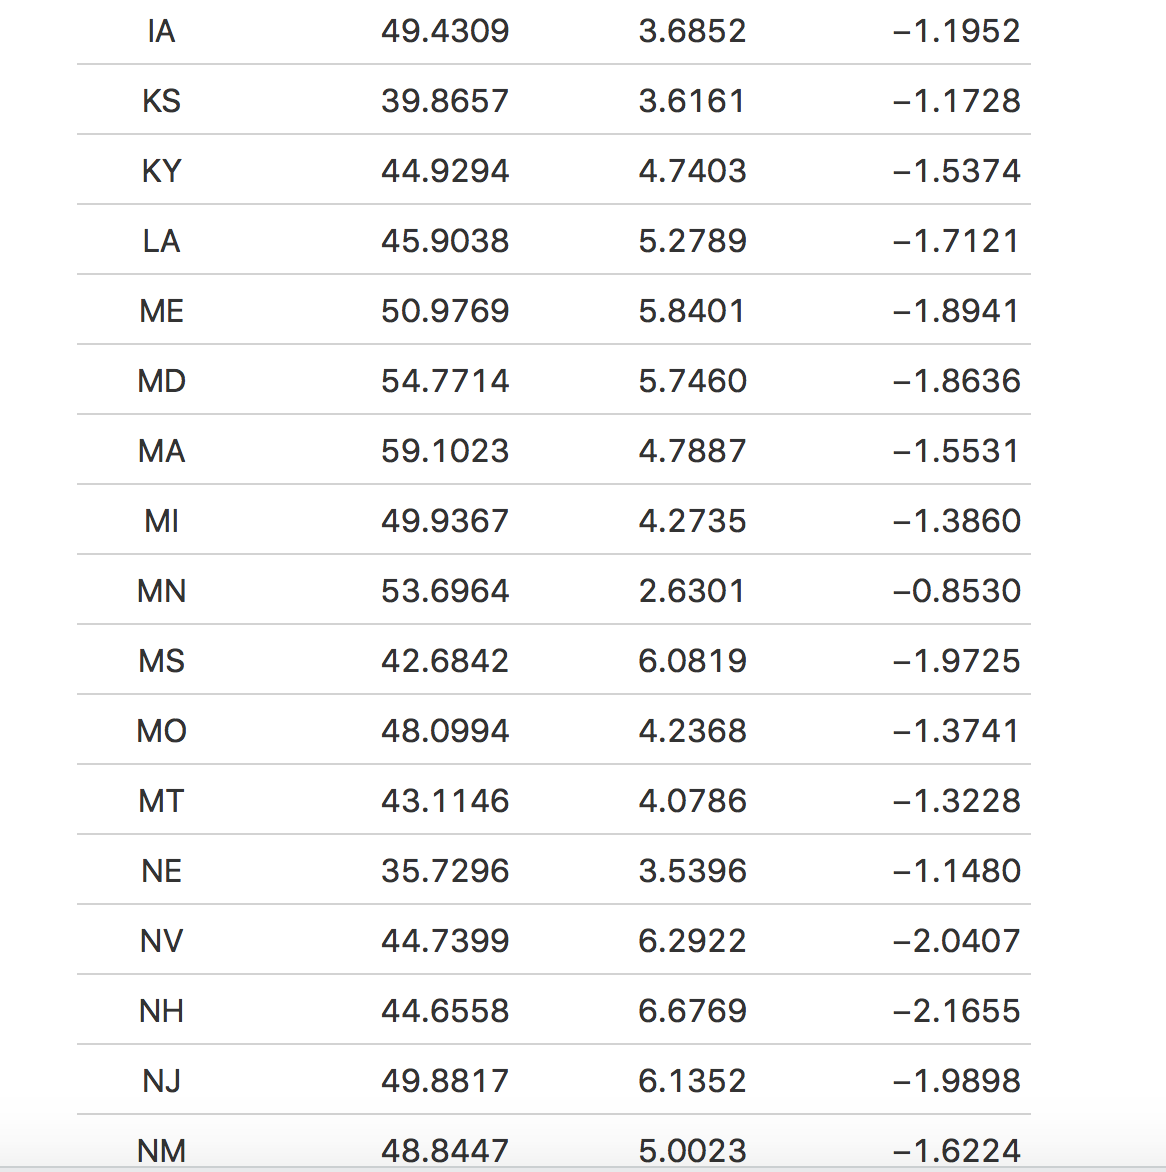 IA 49.4309 3.6852 −1.1952
KS 39.8657 3.6161 −1.1728
KY 44.9294 4.7403 −1.5374
LA 45.9038 5.2789 −1.7121
ME 50.9769 5.8401 −1.8941
MD 54.7714 5.7460 −1.8636
MA 59.1023 4.7887 −1.5531
MI 49.9367 4.2735 −1.3860
MN 53.6964 2.6301 −0.8530
MS 42.6842 6.0819 −1.9725
MO 48.0994 4.2368 −1.3741
MT 43.1146 4.0786 −1.3228
NE 35.7296 3.5396 −1.1480
NV 44.7399 6.2922 −2.0407
NH 44.6558 6.6769 −2.1655
NJ 49.8817 6.1352 −1.9898
NM 48.8447 5.0023 −1.6224